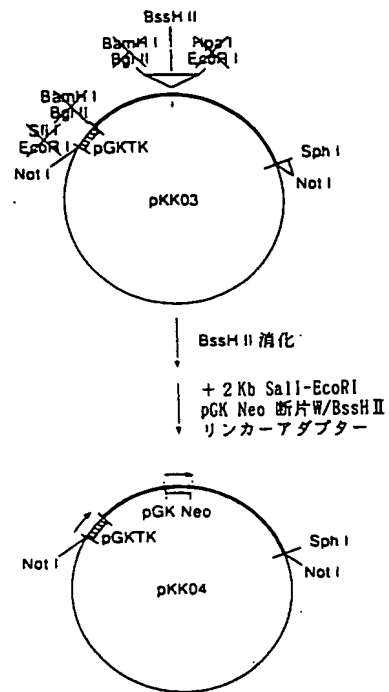 BssH II
BamH I
Bgl II
Hpa I
EcoR I
BamH I
Bgl II
Sfi I
EcoR I
pGKTK
Not I
Sph I
Not I
pKK03
BssH II 消化
+ 2 Kb SalI-EcoRI
pGK Neo 断片W/BssH II
リンカーアダプター
pGK Neo
pGKTK
Not I
Sph I
Not I
pKK04